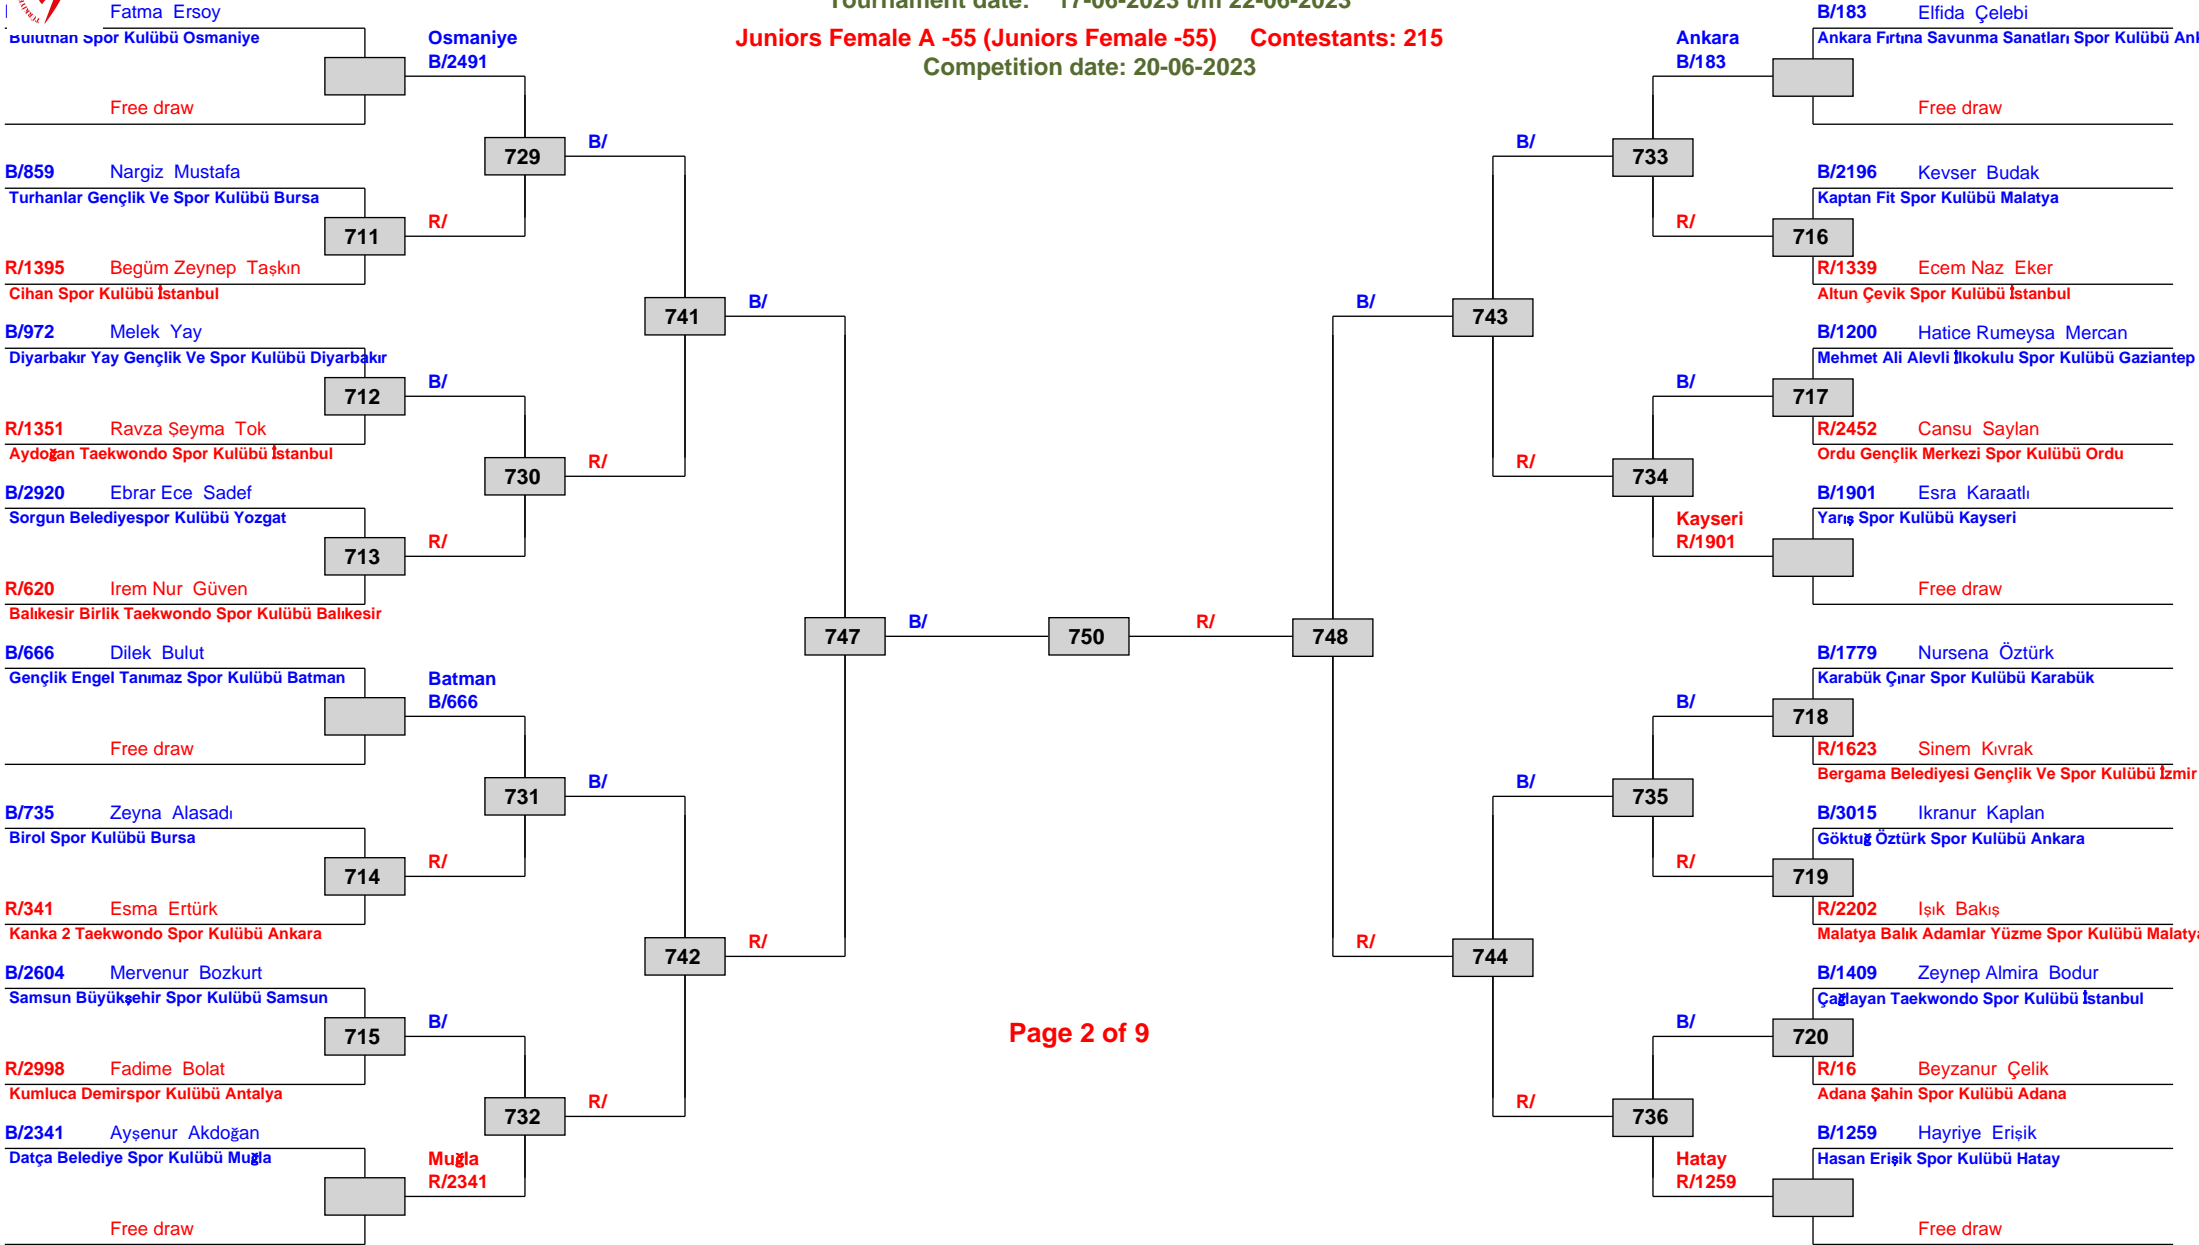 Tournament date: 17-06-2023 t/m 22-06-2023
Juniors Female A -55 (Juniors Female -55) Contestants: 215
Competition date: 20-06-2023
Fatma Ersoy
Buluthan Spor Kulübü Osmaniye
Free draw
Osmaniye
B/2491
B/859 Nargiz Mustafa
Turhanlar Gençlik Ve Spor Kulübü Bursa
711
R/1395 Begüm Zeynep Taşkın
Cihan Spor Kulübü İstanbul
R/
729
B/
B/972 Melek Yay
Diyarbakır Yay Gençlik Ve Spor Kulübü Diyarbakır
712
R/1351 Ravza Şeyma Tok
Aydoğan Taekwondo Spor Kulübü İstanbul
B/
B/2920 Ebrar Ece Sadef
Sorgun Belediyespor Kulübü Yozgat
713
R/620 Irem Nur Güven
Balıkesir Birlik Taekwondo Spor Kulübü Balıkesir
R/
730
R/
741
B/
B/666 Dilek Bulut
Gençlik Engel Tanımaz Spor Kulübü Batman
Free draw
Batman
B/666
B/735 Zeyna Alasadı
Birol Spor Kulübü Bursa
714
R/341 Esma Ertürk
Kanka 2 Taekwondo Spor Kulübü Ankara
R/
731
B/
B/2604 Mervenur Bozkurt
Samsun Büyükşehir Spor Kulübü Samsun
715
R/2998 Fadime Bolat
Kumluca Demirspor Kulübü Antalya
B/
B/2341 Ayşenur Akdoğan
Datça Belediye Spor Kulübü Muğla
Free draw
Muğla
R/2341
732
R/
742
R/
747
B/
750
R/
748
B/
743
B/
733
Ankara
B/183
B/183 Elfida Çelebi
Ankara Fırtına Savunma Sanatları Spor Kulübü Ank
Free draw
R/
716
B/2196 Kevser Budak
Kaptan Fit Spor Kulübü Malatya
R/1339 Ecem Naz Eker
Altun Çevik Spor Kulübü İstanbul
R/
734
B/
717
B/1200 Hatice Rumeysa Mercan
Mehmet Ali Alevli İlkokulu Spor Kulübü Gaziantep
R/2452 Cansu Saylan
Ordu Gençlik Merkezi Spor Kulübü Ordu
Kayseri
R/1901
B/1901 Esra Karaatlı
Yarış Spor Kulübü Kayseri
Free draw
R/
744
B/
735
B/
718
B/1779 Nursena Öztürk
Karabük Çınar Spor Kulübü Karabük
R/1623 Sinem Kıvrak
Bergama Belediyesi Gençlik Ve Spor Kulübü İzmir
R/
719
B/3015 Ikranur Kaplan
Göktuğ Öztürk Spor Kulübü Ankara
R/2202 Işık Bakış
Malatya Balık Adamlar Yüzme Spor Kulübü Malatya
R/
736
B/
720
B/1409 Zeynep Almira Bodur
Çağlayan Taekwondo Spor Kulübü İstanbul
R/16 Beyzanur Çelik
Adana Şahin Spor Kulübü Adana
Hatay
R/1259
B/1259 Hayriye Erişik
Hasan Erişik Spor Kulübü Hatay
Free draw
Page 2 of 9